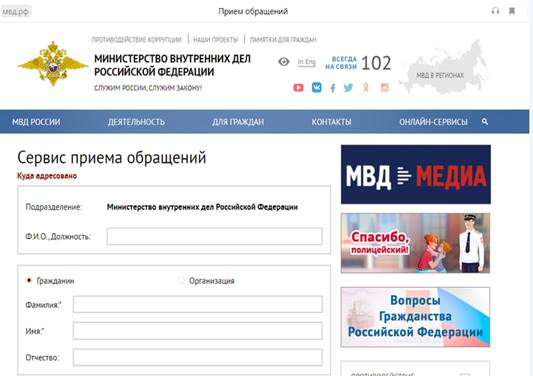 мвд.рф
Прием обращений
ПРОТИВОДЕЙСТВИЕ КОРРУПЦИИ
НАШИ ПРОЕКТЫ
ПАМЯТКИ ДЛЯ ГРАЖДАН
МИНИСТЕРСТВО ВНУТРЕННИХ ДЕЛ
РОССИЙСКОЙ ФЕДЕРАЦИИ
СЛУЖИМ РОССИИ, СЛУЖИМ ЗАКОНУ!
In Eng
ВСЕГДА
НА СВЯЗИ
102
МВД В РЕГИОНАХ
МВД РОССИИ
ДЕЯТЕЛЬНОСТЬ
ДЛЯ ГРАЖДАН
КОНТАКТЫ
ОНЛАЙН-СЕРВИСЫ
Сервис приема обращений
Куда адресовано
Подразделение: Министерство внутренних дел Российской Федерации
Ф.И.О., Должность:
Гражданин
Организация
Фамилия:*
Имя:*
Отчество:
МВД МЕДИА
Спасибо,
полицейский!
Вопросы
Гражданства
Российской Федерации
ПРОТИВОДЕЙСТВИЕ